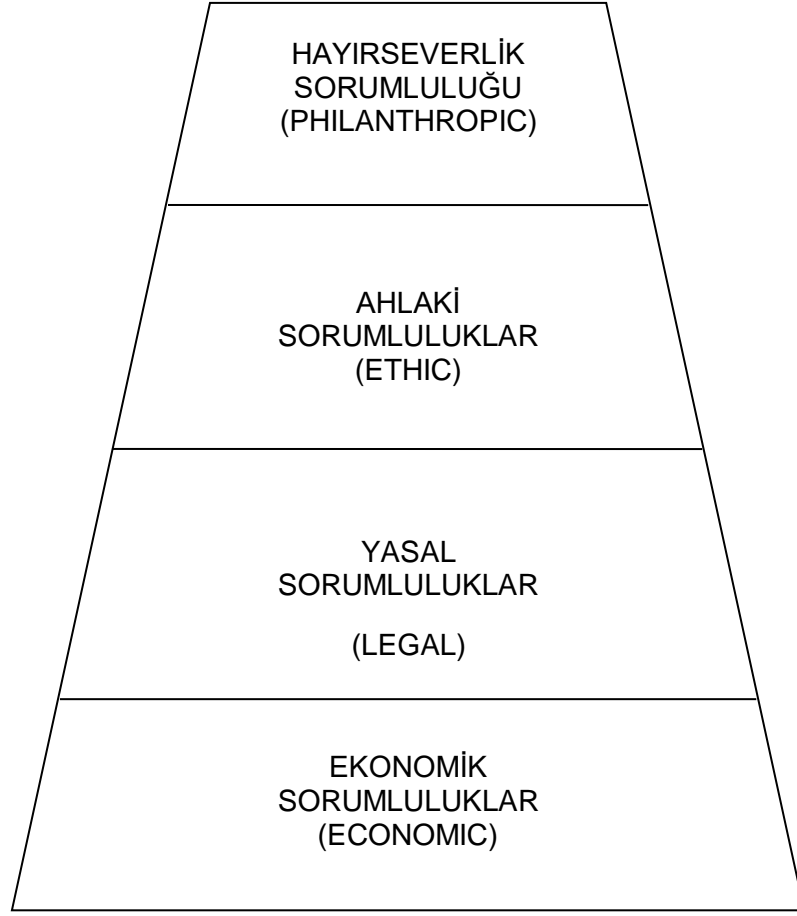 HAYIRSEVERLİK
SORUMLULUĞU
(PHILANTHROPIC)
AHLAKİ
SORUMLULUKLAR
(ETHIC)
YASAL
SORUMLULUKLAR
(LEGAL)
EKONOMİK
SORUMLULUKLAR
(ECONOMIC)